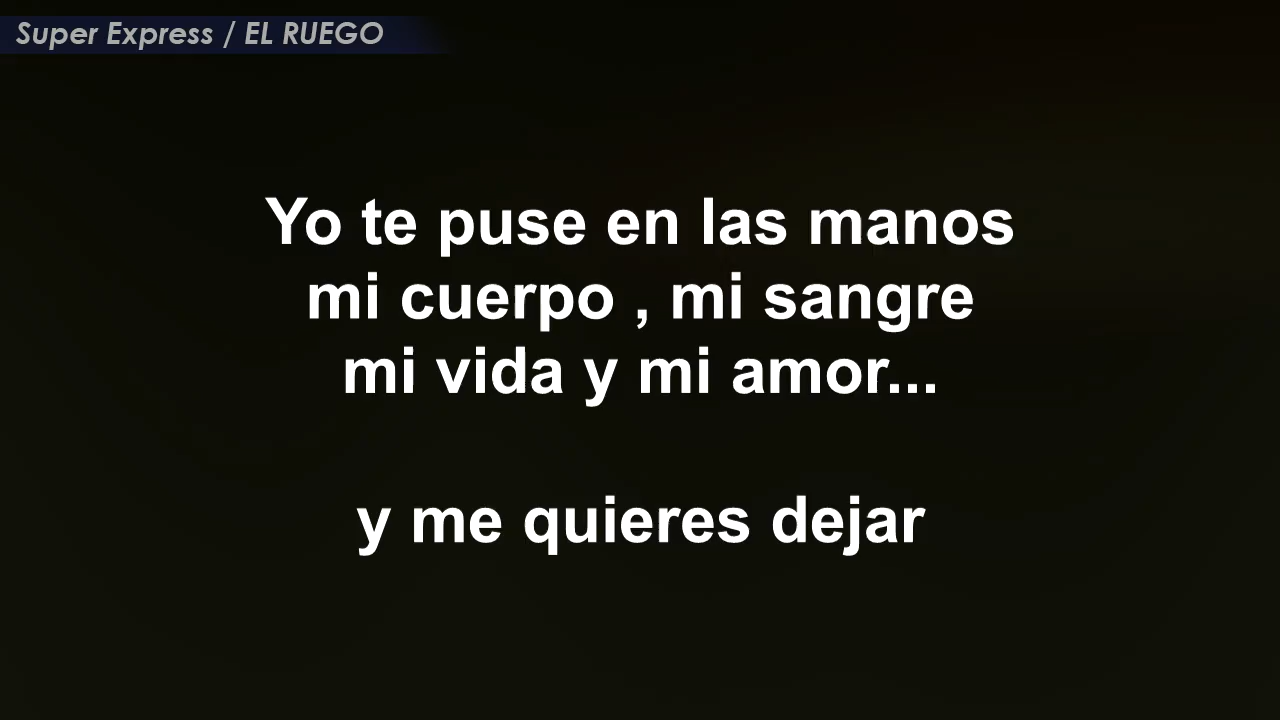 Super Express / EL RUEGO
Yo te puse en las manos
mi cuerpo , mi sangre
mi vida y mi amor...
y me quieres dejar